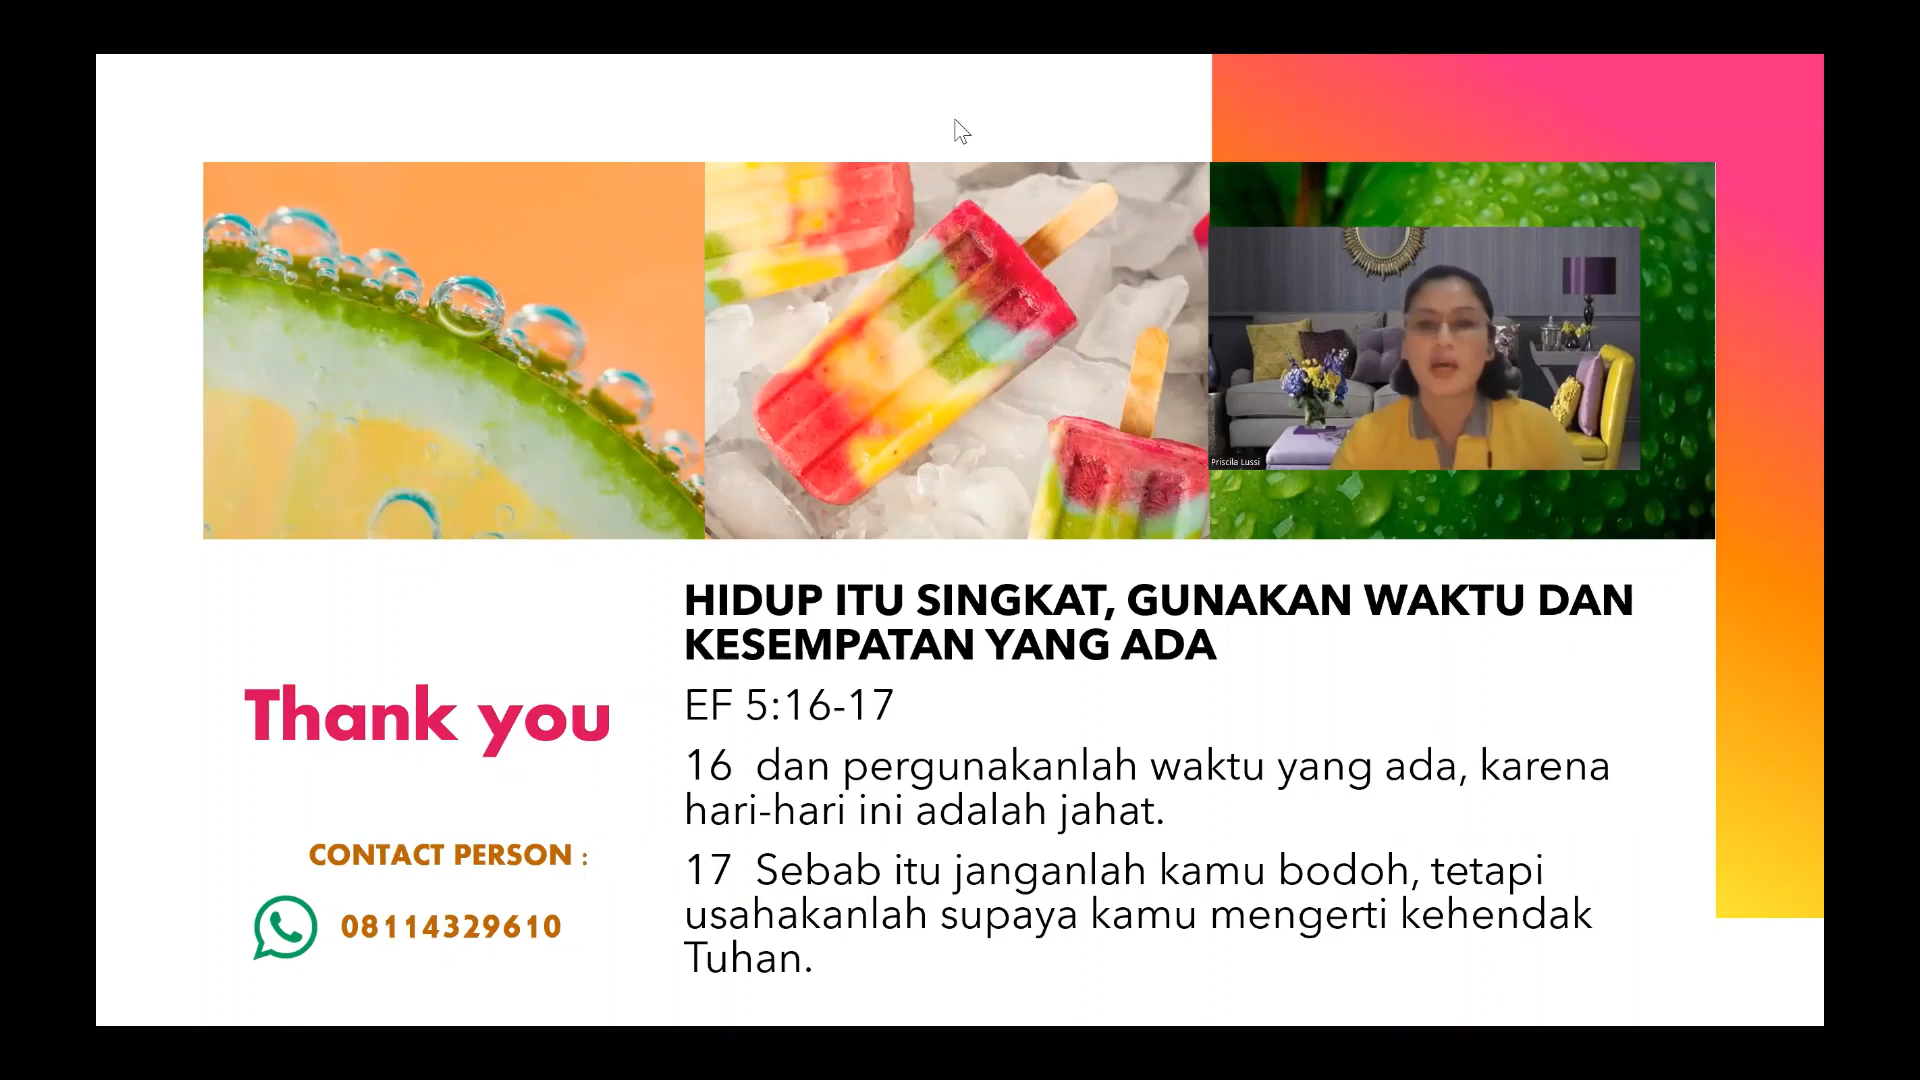 Priscila Lussi
HIDUP ITU SINGKAT, GUNAKAN WAKTU DAN
KESEMPATAN YANG ADA
EF 5:16-17
16 dan pergunakanlah waktu yang ada, karena
hari-hari ini adalah jahat.
17 Sebab itu janganlah kamu bodoh, tetapi
usahakanlah supaya kamu mengerti kehendak
Tuhan.
Thank you
CONTACT PERSON :
08114329610